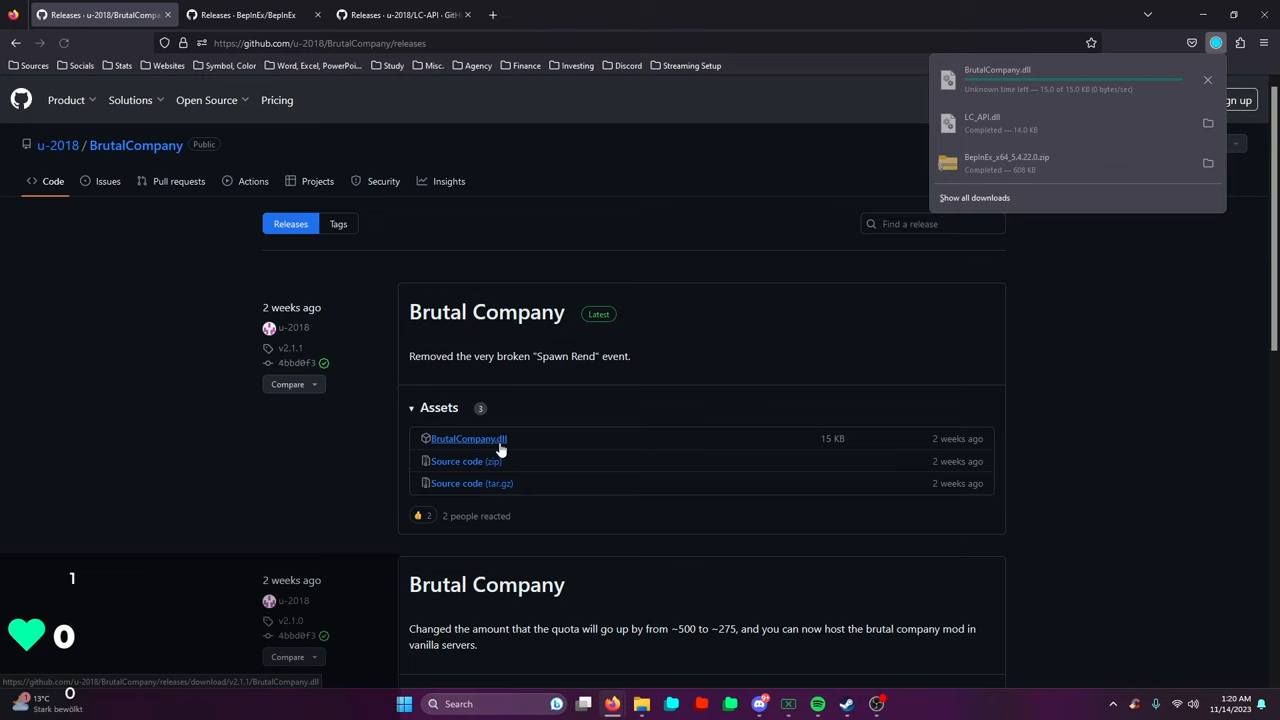 Releases · u-2018/BrutalCompa
Releases · BepInEx/BepInEx
Releases · u-2018/LC-API · GitH
https://github.com/u-2018/BrutalCompany/releases
Sources
Socials
Stats
Websites
Symbol, Color
Word, Excel, PowerPoi...
Study
Misc.
Agency
Finance
Investing
Discord
Streaming Setup
BrutalCompany.dll
Unknown time left — 15.0 of 15.0 KB (0 bytes/sec)
LC_API.dll
Completed — 14.0 KB
BepInEx_x64_5.4.22.0.zip
Completed — 608 KB
Show all downloads
Product
Solutions
Open Source
Pricing
gn up
u-2018 / BrutalCompany
Public
Code
Issues
Pull requests
Actions
Projects
Security
Insights
Releases
Tags
Find a release
2 weeks ago
u-2018
v2.1.1
4bbd0f3
Compare
Brutal Company
Latest
Removed the very broken "Spawn Rend" event.
Assets
3
BrutalCompany.dll
15 KB
2 weeks ago
Source code (zip)
2 weeks ago
Source code (tar.gz)
2 weeks ago
👍 2
2 people reacted
2 weeks ago
u-2018
v2.1.0
4bbd0f3
Compare
Brutal Company
Changed the amount that the quota will go up by from ~500 to ~275, and you can now host the brutal company mod in
vanilla servers.
1
0
0
https://github.com/u-2018/BrutalCompany/releases/download/v2.1.1/BrutalCompany.dll
13°C
Stark bewölkt
Search
1:20 AM
11/14/2023